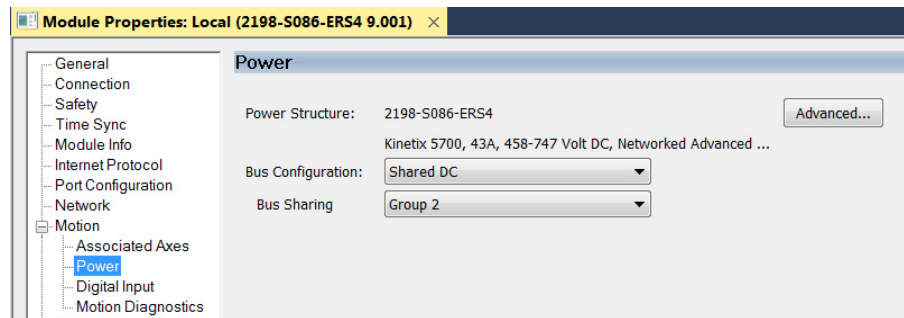 Module Properties: Local (2198-S086-ERS4 9.001) ×
General
Connection
Safety
Time Sync
Module Info
Internet Protocol
Port Configuration
Network
Motion
Associated Axes
Power
Digital Input
Motion Diagnostics
Power
Power Structure: 2198-S086-ERS4 Advanced...
Kinetix 5700, 43A, 458-747 Volt DC, Networked Advanced ...
Bus Configuration: Shared DC
Bus Sharing Group 2